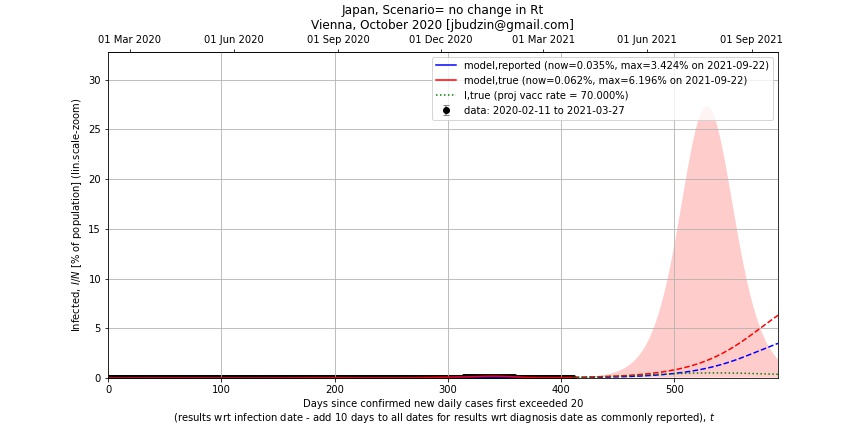 Japan, Scenario= no change in Rt
Vienna, October 2020 [jbudzin@gmail.com]
01 Mar 2020 01 Jun 2020 01 Sep 2020 01 Dec 2020 01 Mar 2021 01 Jun 2021 01 Sep 2021
model,reported (now=0.035%, max=3.424% on 2021-09-22)
model,true (now=0.062%, max=6.196% on 2021-09-22)
I,true (proj vacc rate = 70.000%)
data: 2020-02-11 to 2021-03-27
Infected, I/N [% of population] (lin.scale-zoom)
30
25
20
15
10
5
0
0 100 200 300 400 500
Days since confirmed new daily cases first exceeded 20
(results wrt infection date - add 10 days to all dates for results wrt diagnosis date as commonly reported), t